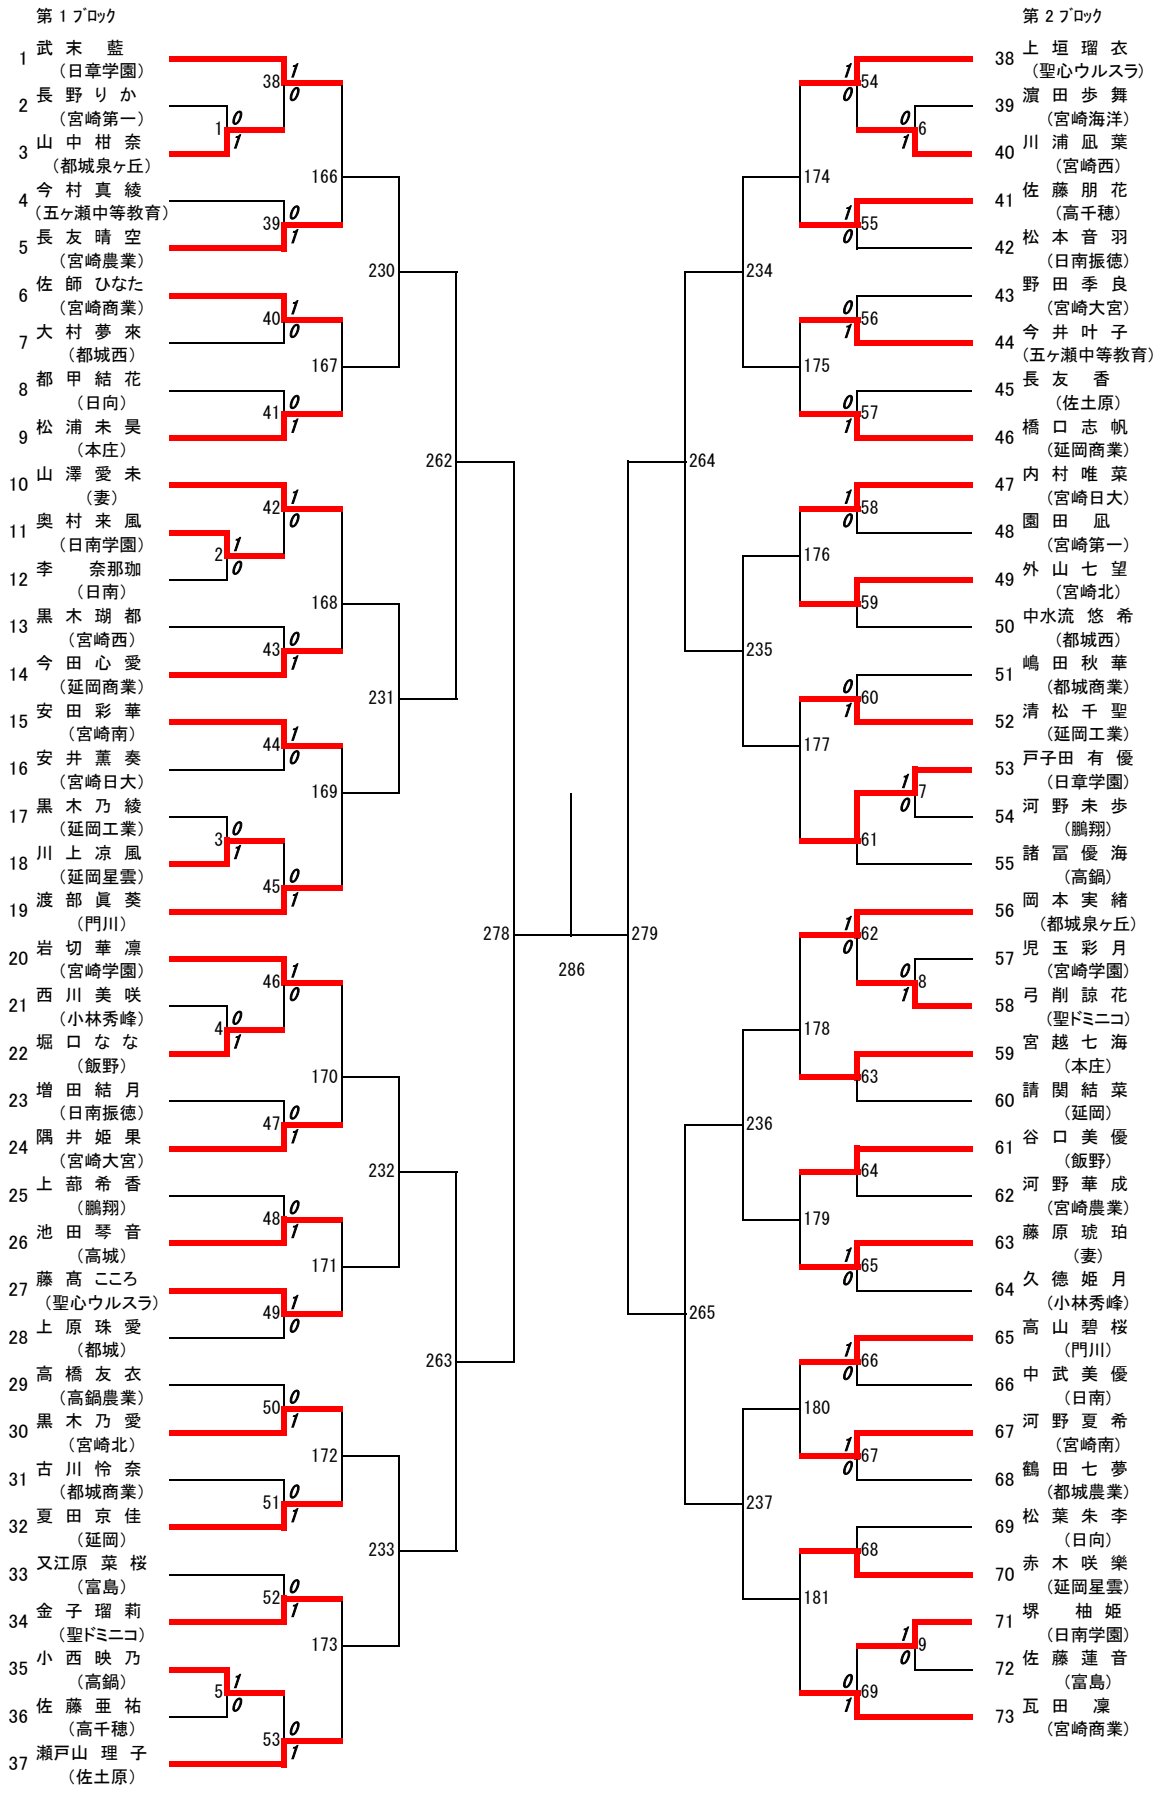 第１ブロック
1 武末 藍
(日章学園)
2 長野りか
(宮崎第一)
3 山中柑奈
(都城泉ヶ丘)
4 今村真綾
(五ヶ瀬中等教育)
5 長友晴空
(宮崎農業)
6 佐師 ひなた
(宮崎商業)
7 大村夢來
(都城西)
8 都甲結花
(日向)
9 松浦未昊
(本庄)
10 山澤愛未
(妻)
11 奥村来風
(日南学園)
12 李 奈那珈
(日南)
13 黒木瑚都
(宮崎西)
14 今田心愛
(延岡商業)
15 安田彩華
(宮崎南)
16 安井薫奏
(宮崎日大)
17 黒木乃綾
(延岡工業)
18 川上凉風
(延岡星雲)
19 渡部眞葵
(門川)
20 岩切華凛
(宮崎学園)
21 西川美咲
(小林秀峰)
22 堀口なな
(飯野)
23 増田結月
(日南振徳)
24 隅井姫果
(宮崎大宮)
25 上蔀希香
(鵬翔)
26 池田琴音
(高城)
27 藤髙 こころ
(聖心ウルスラ)
28 上原珠愛
(都城)
29 高橋友衣
(高鍋農業)
30 黒木乃愛
(宮崎北)
31 古川怜奈
(都城商業)
32 夏田京佳
(延岡)
33 又江原 菜桜
(富島)
34 金子瑠莉
(聖ドミニコ)
35 小西映乃
(高鍋)
36 佐藤亜祐
(高千穂)
37 瀬戸山 理子
(佐土原)
1 0 1
2 1 0
3 0 1
4 0 1
5 1 0
38 1 0
39 0 1
40 1 0
41 0 1
42 1 0
43 0 1
44 1 0
45 0 1
46 1 0
47 0 1
48 0 1
49 1 0
50 0 1
51 0 1
52 0 1
53 0 1
166
167
168
169
170
171
172
173
230
231
232
233
262
263
278
286
279
264
265
234
235
236
237
174
175
176
177
178
179
180
181
54 1 0
55 1 0
56 0 1
57 0 1
58 1 0
59
60 0 1
61
62 1 0
63
64
65 1 0
66 1 0
67 1 0
68
69 0 1
6 0 1
7 1 0
8 0 1
9 1 0
第２ブロック
38 上垣瑠衣
(聖心ウルスラ)
39 濵田歩舞
(宮崎海洋)
40 川浦凪葉
(宮崎西)
41 佐藤朋花
(高千穂)
42 松本音羽
(日南振徳)
43 野田季良
(宮崎大宮)
44 今井叶子
(五ヶ瀬中等教育)
45 長友 香
(佐土原)
46 橋口志帆
(延岡商業)
47 内村唯菜
(宮崎日大)
48 園田 凪
(宮崎第一)
49 外山七望
(宮崎北)
50 中水流 悠希
(都城西)
51 嶋田秋華
(都城商業)
52 清松千聖
(延岡工業)
53 戸子田 有優
(日章学園)
54 河野未歩
(鵬翔)
55 諸冨優海
(高鍋)
56 岡本実緒
(都城泉ヶ丘)
57 児玉彩月
(宮崎学園)
58 弓削諒花
(聖ドミニコ)
59 宮越七海
(本庄)
60 請関結菜
(延岡)
61 谷口美優
(飯野)
62 河野華成
(宮崎農業)
63 藤原琥珀
(妻)
64 久德姫月
(小林秀峰)
65 高山碧桜
(門川)
66 中武美優
(日南)
67 河野夏希
(宮崎南)
68 鶴田七夢
(都城農業)
69 松葉朱李
(日向)
70 赤木咲樂
(延岡星雲)
71 堺 柚姫
(日南学園)
72 佐藤蓮音
(富島)
73 瓦田 凜
(宮崎商業)